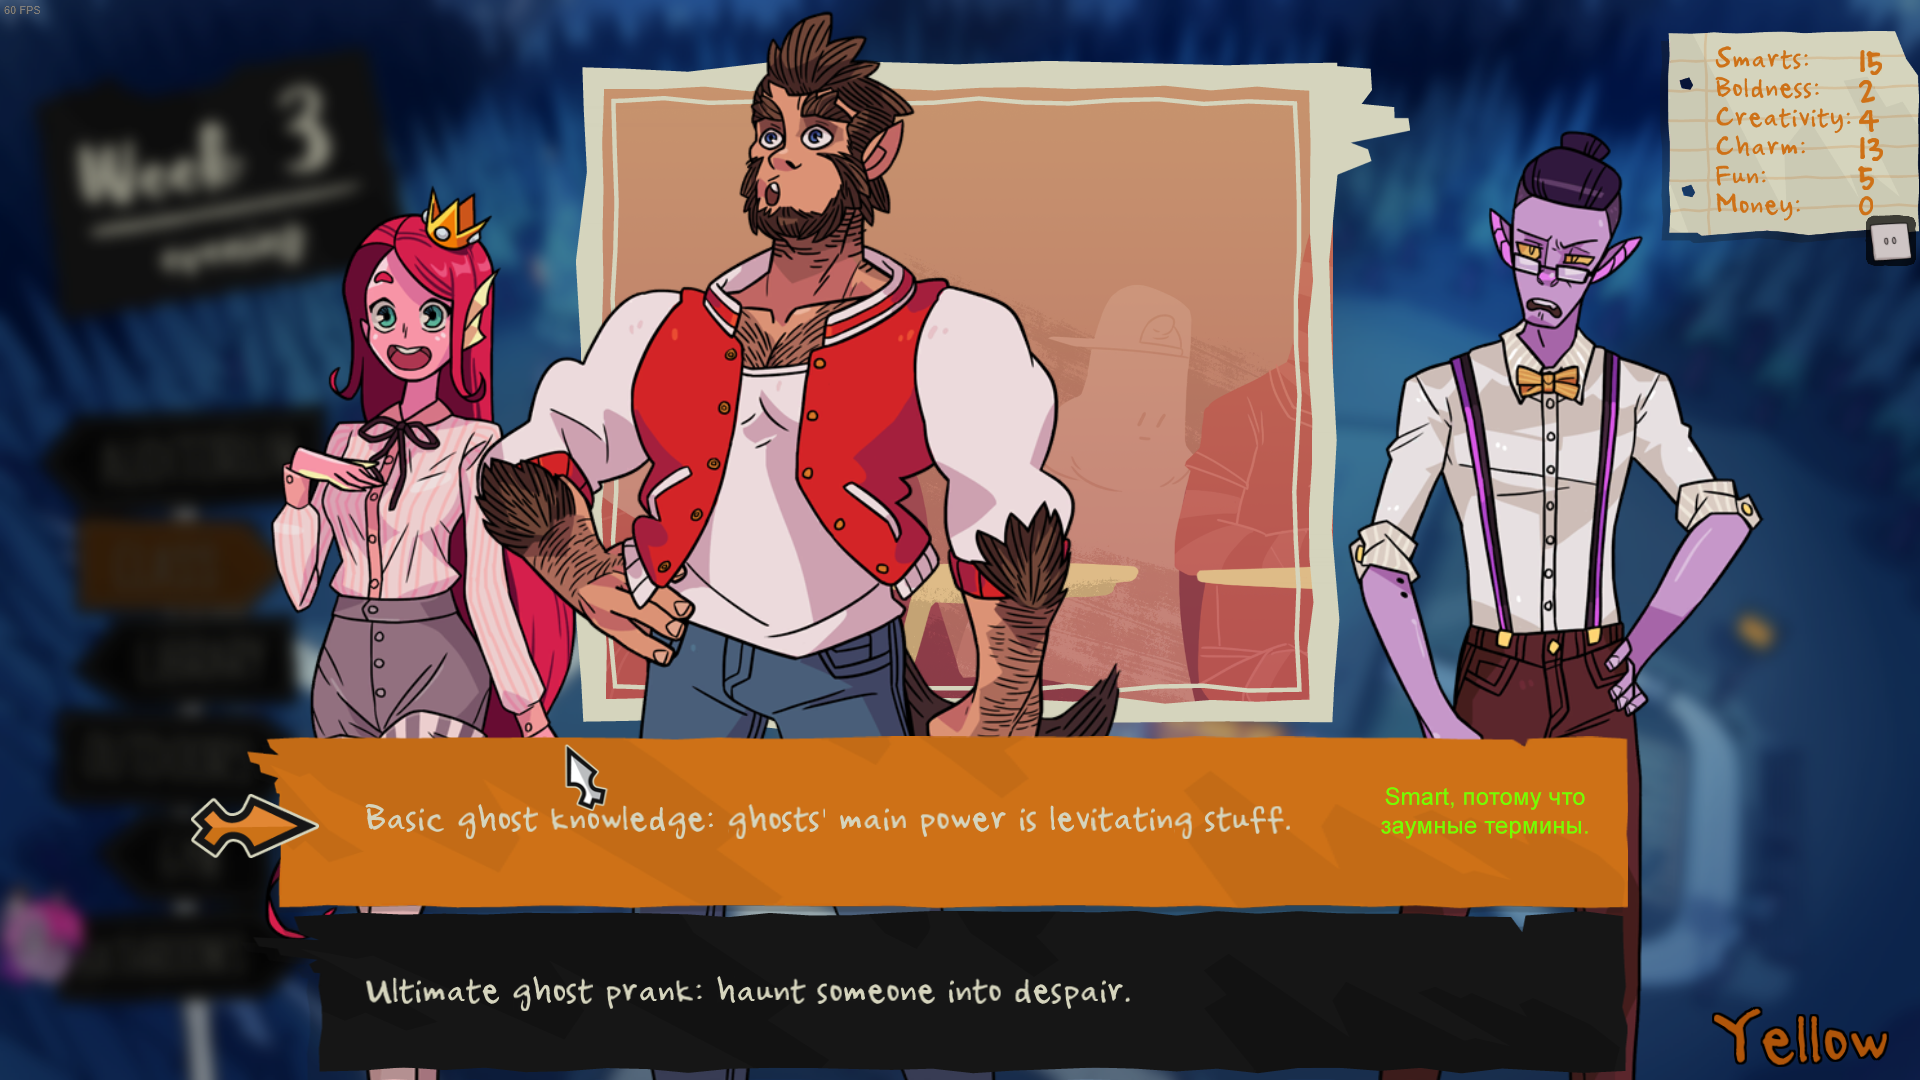 60 FPS
Week 3
evening
Smarts: 15
Boldness: 2
Creativity: 4
Charm: 13
Fun: 5
Money: 0
LIBRARY
Basic ghost knowledge: ghosts' main power is levitating stuff.
Smart, потому что
заумные термины.
Ultimate ghost prank: haunt someone into despair.
Yellow